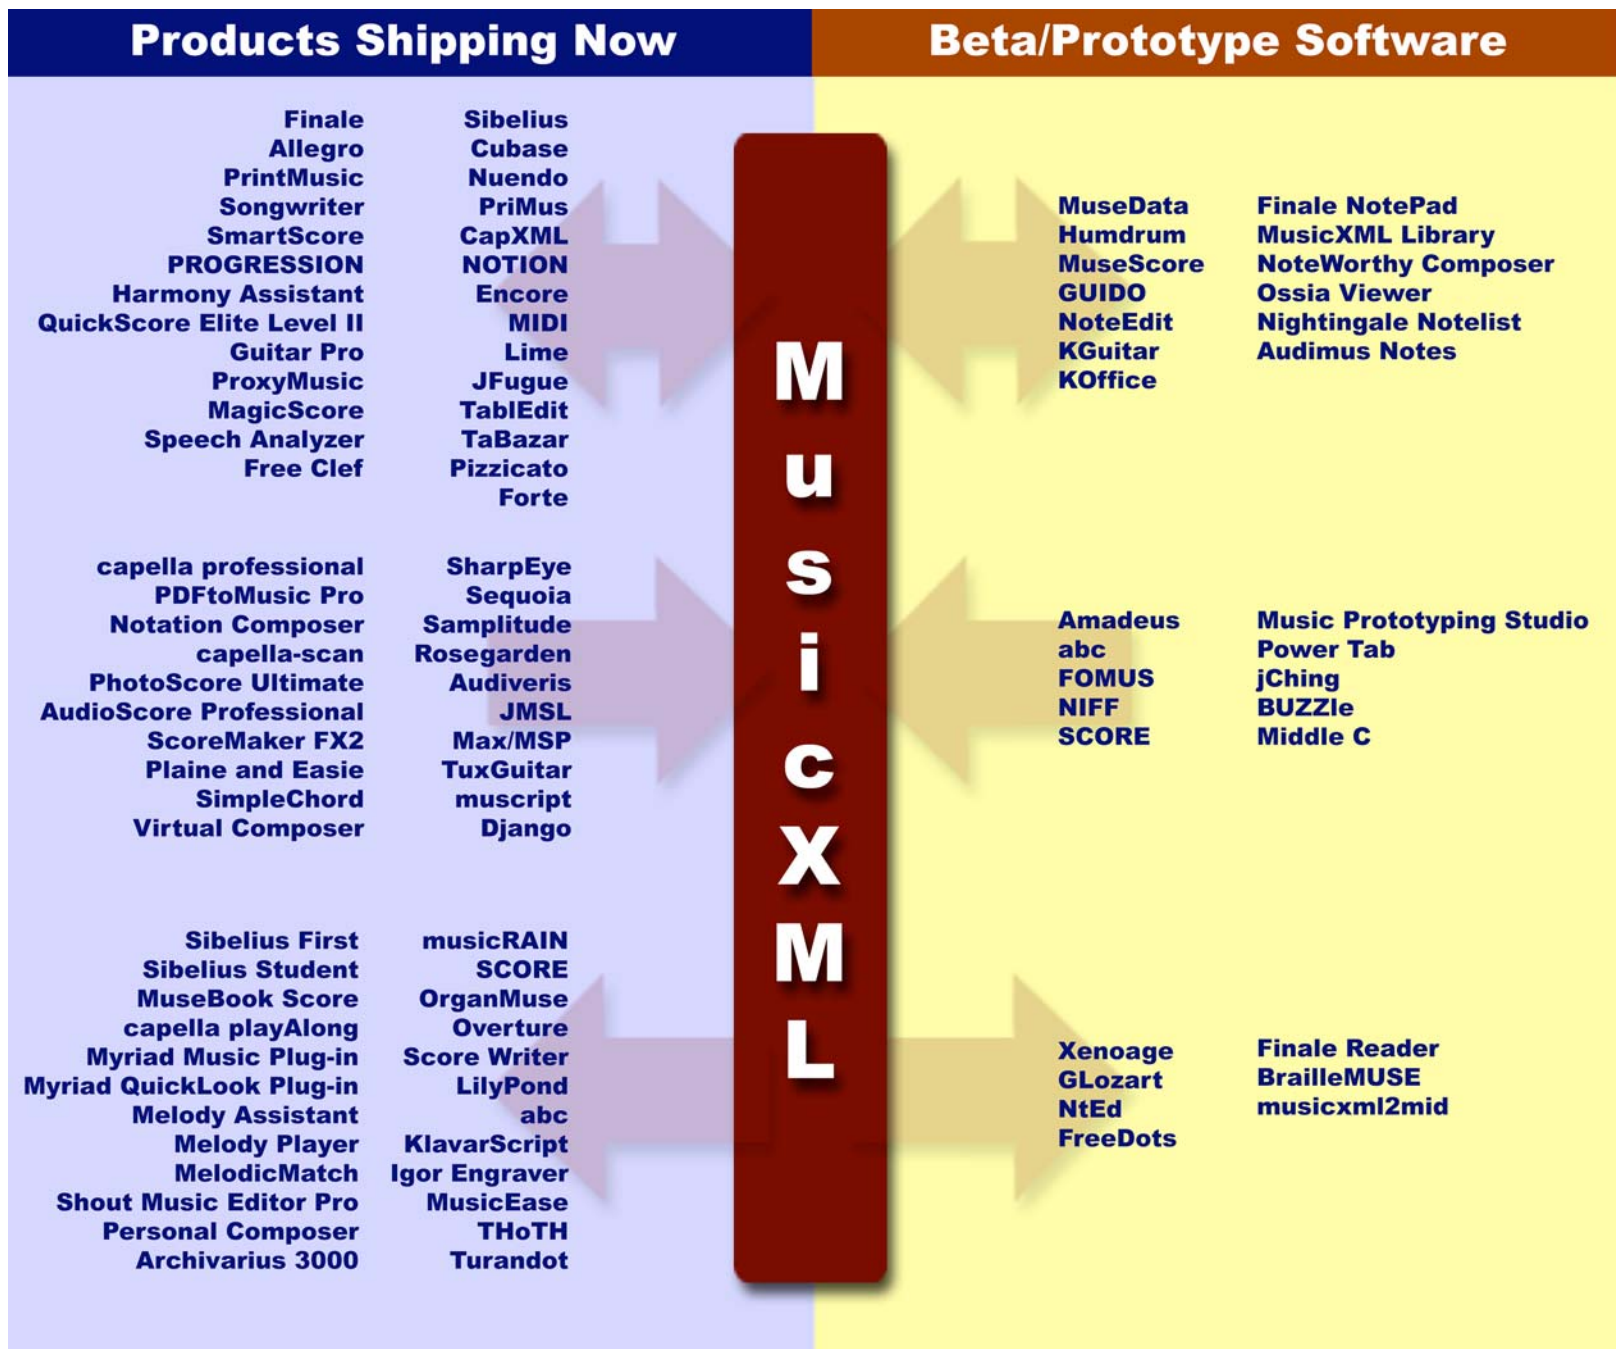 Products Shipping Now
Beta/Prototype Software
Finale
Allegro
PrintMusic
Songwriter
SmartScore
PROGRESSION
Harmony Assistant
QuickScore Elite Level II
Guitar Pro
ProxyMusic
MagicScore
Speech Analyzer
Free Clef
Sibelius
Cubase
Nuendo
PriMus
CapXML
NOTION
Encore
MIDI
Lime
JFugue
TablEdit
TaBazar
Pizzicato
Forte
capella professional
PDFtoMusic Pro
Notation Composer
capella-scan
PhotoScore Ultimate
AudioScore Professional
ScoreMaker FX2
Plaine and Easie
SimpleChord
Virtual Composer
SharpEye
Sequoia
Samplitude
Rosegarden
Audiveris
JMSL
Max/MSP
TuxGuitar
muscript
Django
Sibelius First
Sibelius Student
MuseBook Score
capella playAlong
Myriad Music Plug-in
Myriad QuickLook Plug-in
Melody Assistant
Melody Player
MelodicMatch
Shout Music Editor Pro
Personal Composer
Archivarius 3000
musicRAIN
SCORE
OrganMuse
Overture
Score Writer
LilyPond
abc
KlavarScript
Igor Engraver
MusicEase
THoTH
Turandot
MusicXML
MuseData
Humdrum
MuseScore
GUIDO
NoteEdit
KGuitar
KOffice
Finale NotePad
MusicXML Library
NoteWorthy Composer
Ossia Viewer
Nightingale Notelist
Audimus Notes
Amadeus
abc
FOMUS
NIFF
SCORE
Music Prototyping Studio
Power Tab
jChing
BUZZle
Middle C
Xenoage
GLozart
NtEd
FreeDots
Finale Reader
BrailleMUSE
musicxml2mid